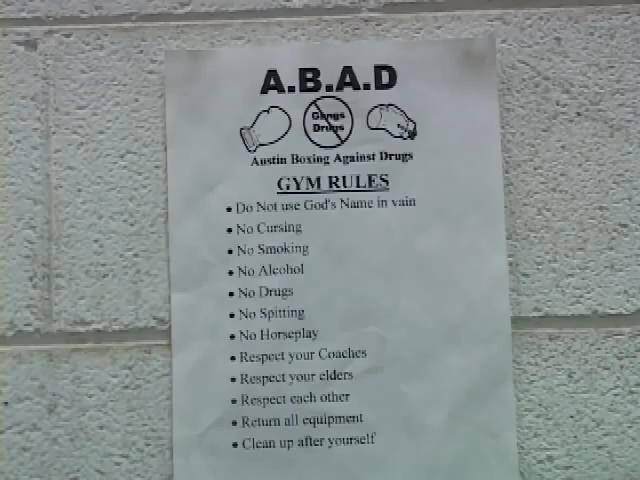 A.B.A.D
Gangs
Drugs
Austin Boxing Against Drugs
GYM RULES
• Do Not use God's Name in vain
• No Cursing
• No Smoking
• No Alcohol
• No Drugs
• No Spitting
• No Horseplay
• Respect your Coaches
• Respect your elders
• Respect each other
• Return all equipment
• Clean up after yourself